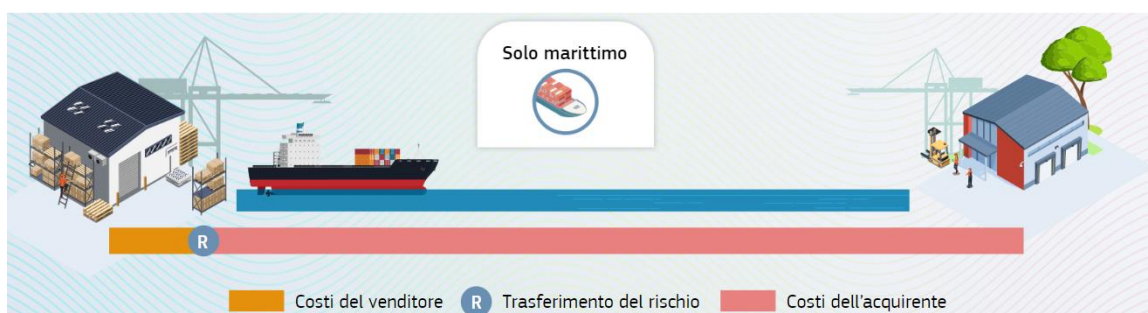 Solo marittimo
R
Costi del venditore
R
Trasferimento del rischio
Costi dell'acquirente